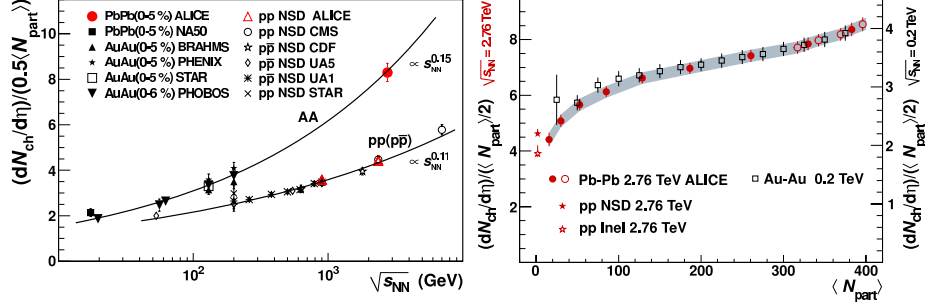 (dN_ch/dη)/(0.5⟨N_part⟩)
10
8
6
4
2
0
PbPb(0-5 %) ALICE
PbPb(0-5 %) NA50
AuAu(0-5 %) BRAHMS
AuAu(0-5 %) PHENIX
AuAu(0-5 %) STAR
AuAu(0-6 %) PHOBOS
pp NSD ALICE
pp NSD CMS
pp̄ NSD CDF
pp̄ NSD UA5
pp̄ NSD UA1
pp NSD STAR
∝ s_NN^0.15
AA
pp(pp̄)
∝ s_NN^0.11
10^2
10^3
√s_NN (GeV)
(dN_ch/dη)/(⟨N_part⟩/2)
√s_NN = 2.76 TeV
8
6
4
2
Pb-Pb 2.76 TeV ALICE
Au-Au 0.2 TeV
pp NSD 2.76 TeV
pp Inel 2.76 TeV
0
100
200
300
400
⟨N_part⟩
4
3
2
1
√s_NN = 0.2 TeV
(dN_ch/dη)/(⟨N_part⟩/2)